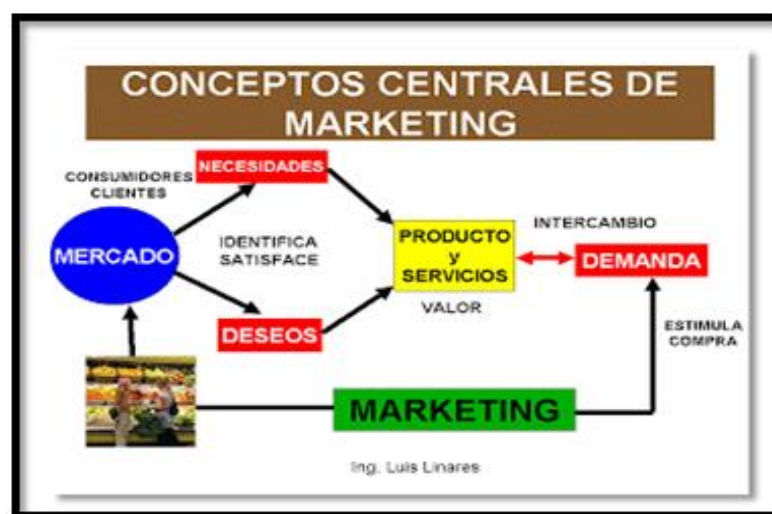 CONCEPTOS CENTRALES DE
MARKETING
CONSUMIDORES
CLIENTES
NECESIDADES
MERCADO
IDENTIFICA
SATISFACE
DESEOS
PRODUCTO
y
SERVICIOS
VALOR
INTERCAMBIO
DEMANDA
ESTIMULA
COMPRA
MARKETING
Ing. Luis Linares